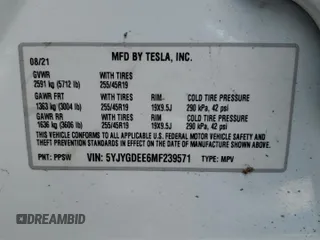 MFD BY TESLA, INC.
08/21
GVWR WITH TIRES
2591 kg (5712 lb) 255/45R19
GAWR FRT WITH TIRES RIM COLD TIRE PRESSURE
1363 kg (3004 lb) 255/45R19 19X9.5J 290 kPa, 42 psi
GAWR RR WITH TIRES RIM COLD TIRE PRESSURE
1636 kg (3606 lb) 255/45R19 19X9.5J 290 kPa, 42 psi
THIS VEHICLE CONFORMS TO ALL APPLICABLE U.S. FEDERAL MOTOR VEHICLE SAFETY
AND THEFT PREVENTION STANDARDS IN EFFECT ON THE DATE OF MANUFACTURE SHOWN ABOVE.
PNT: PPSW VIN: 5YJYGDEE6MF239571 TYPE: MPV
DREAMBID